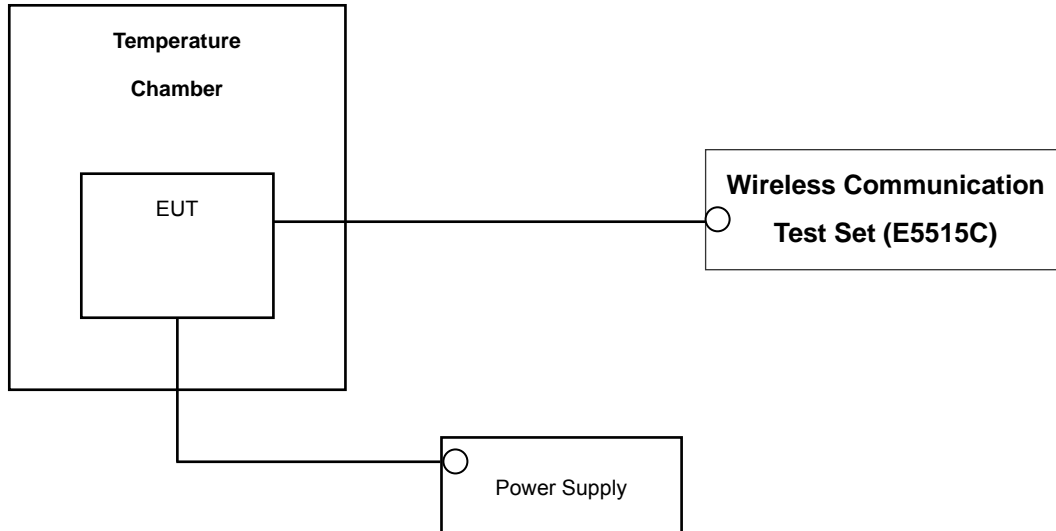 Temperature
Chamber
EUT
Wireless Communication
Test Set (E5515C)
Power Supply